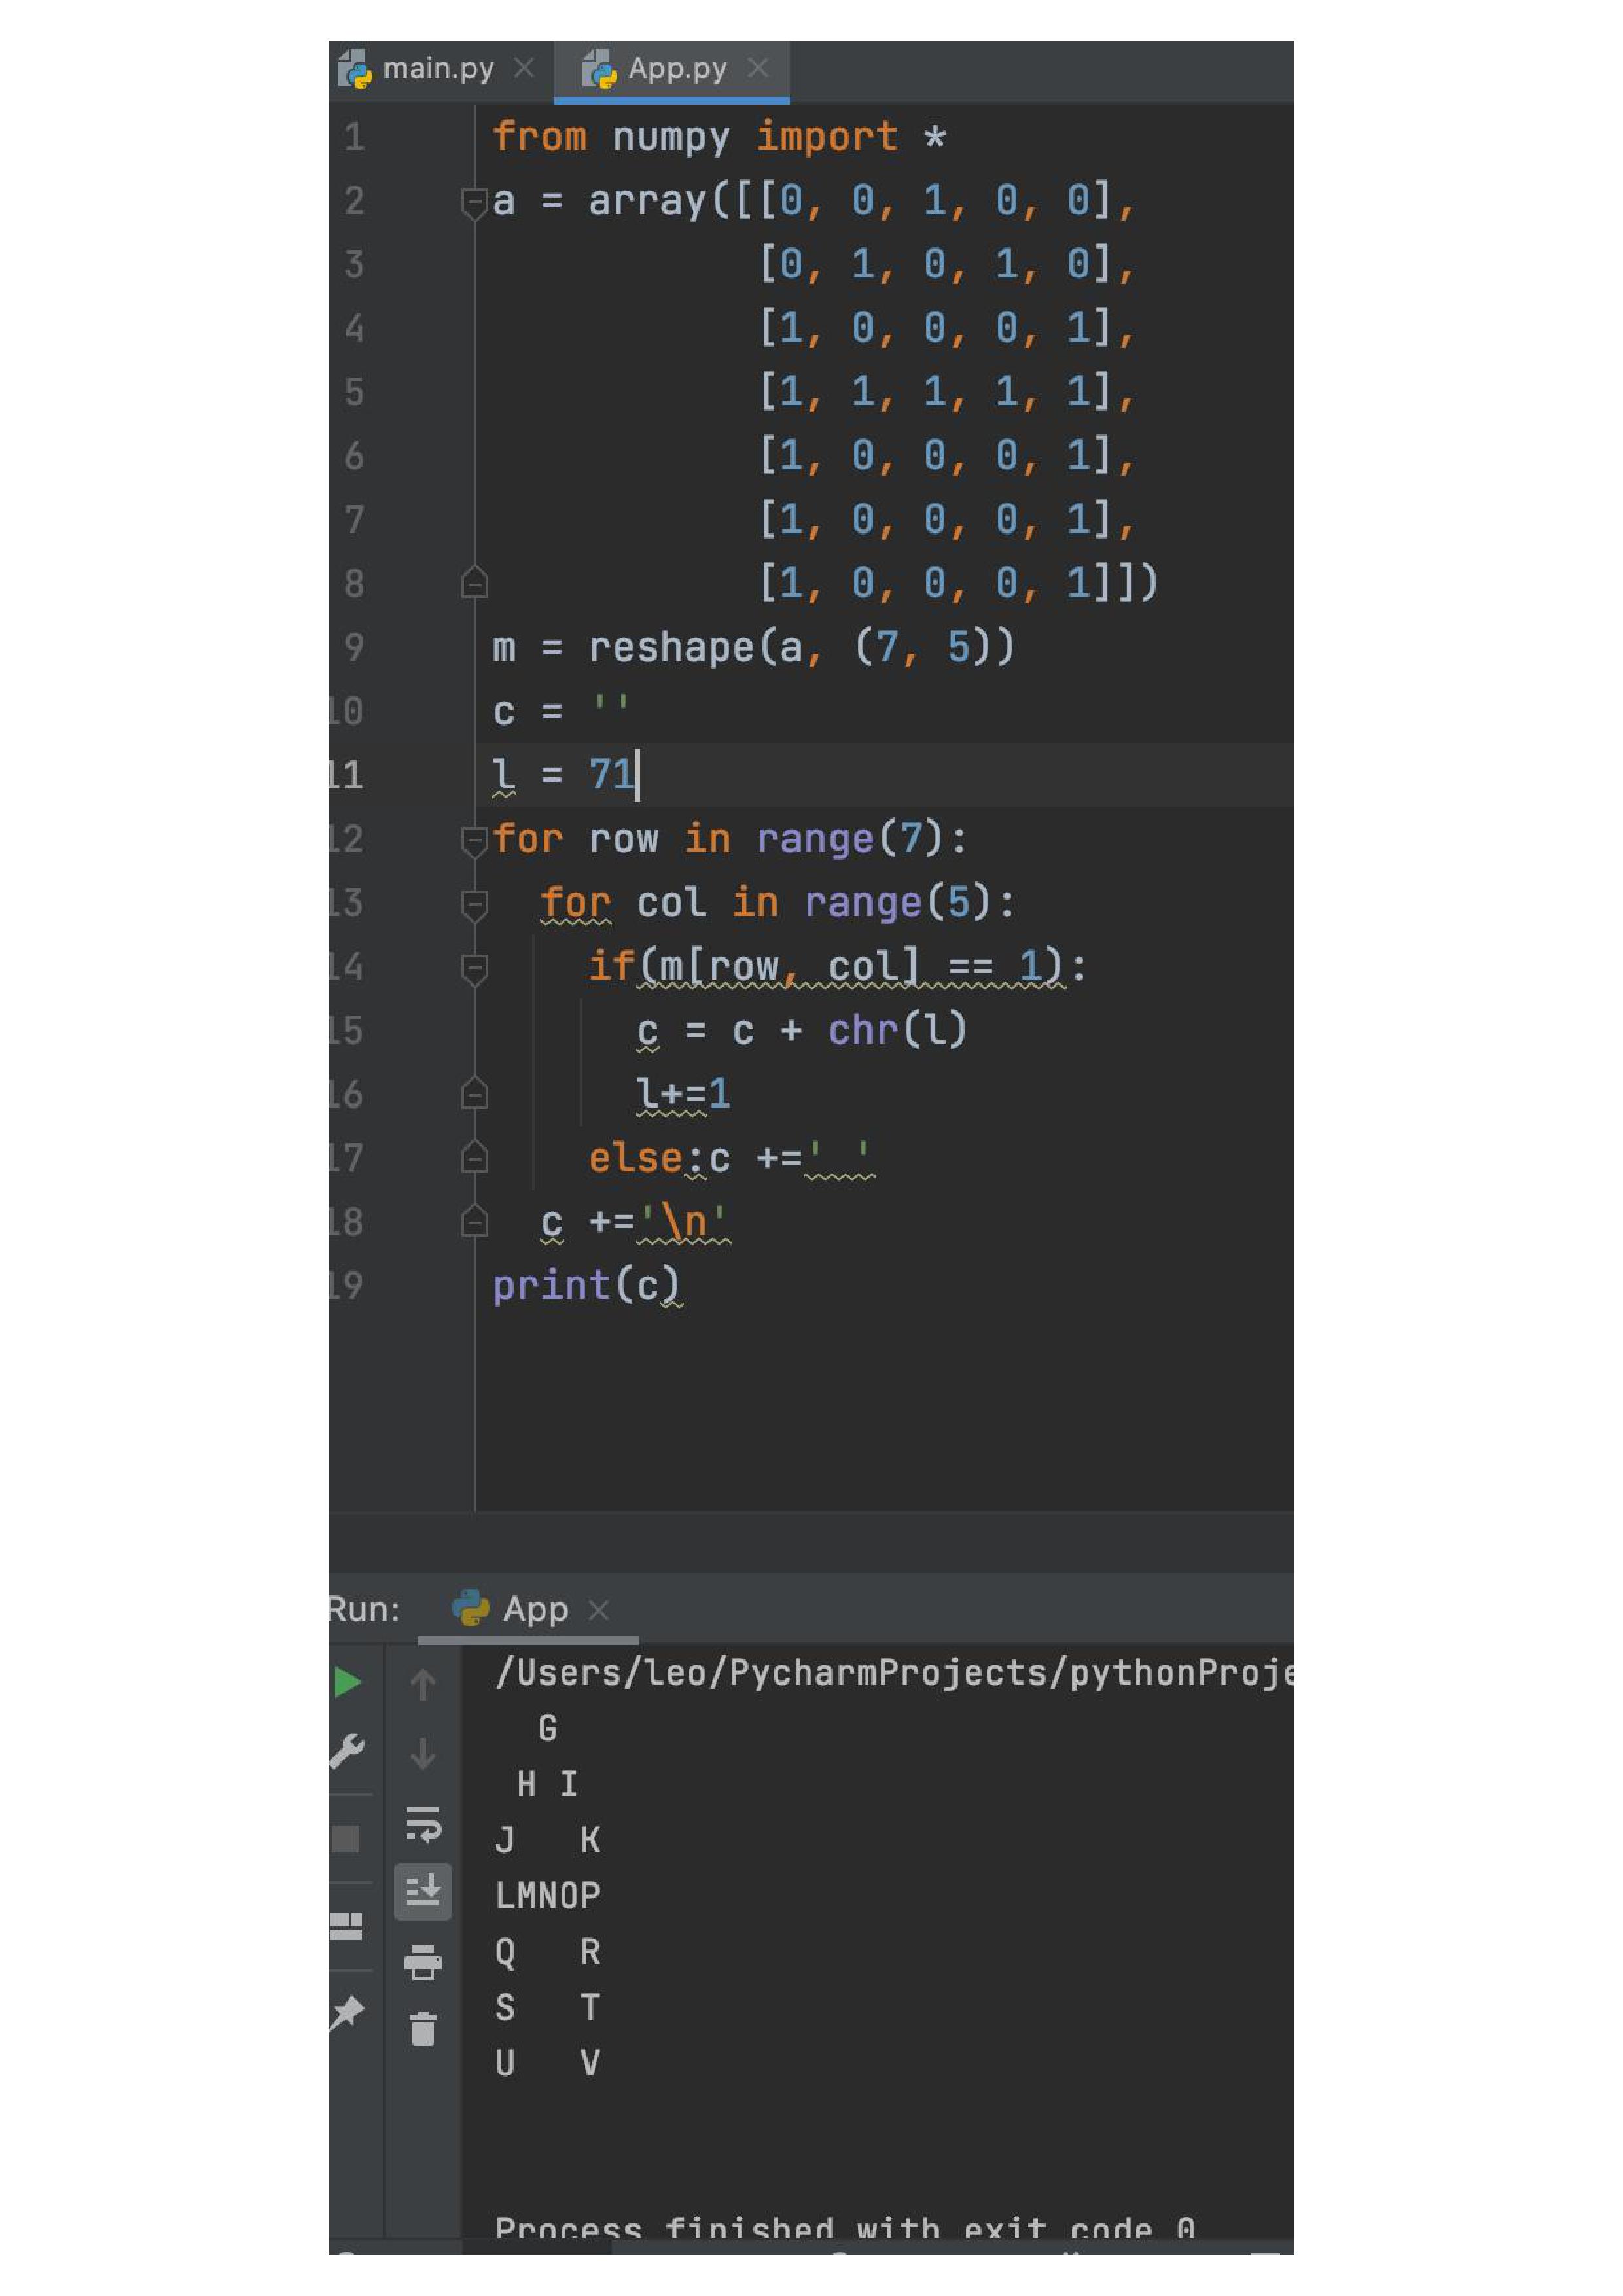 main.py App.py
1 from numpy import *
2 a = array([[0, 0, 1, 0, 0],
3 [0, 1, 0, 1, 0],
4 [1, 0, 0, 0, 1],
5 [1, 1, 1, 1, 1],
6 [1, 0, 0, 0, 1],
7 [1, 0, 0, 0, 1],
8 [1, 0, 0, 0, 1]])
9 m = reshape(a, (7, 5))
10 c = ''
11 l = 71
12 for row in range(7):
13 for col in range(5):
14 if(m[row, col] == 1):
15 c = c + chr(l)
16 l+=1
17 else:c +=' '
18 c +='\n'
19 print(c)
Run: App
/Users/leo/PycharmProjects/pythonProje
G
H I
J K
LMNOP
Q R
S T
U V
Process finished with exit code 0